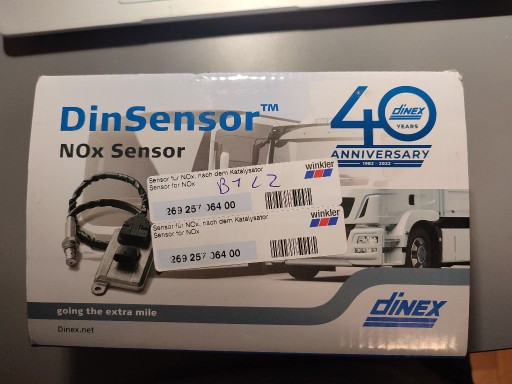 DinSensor™
NOx Sensor
40
DINEX
YEARS
ANNIVERSARY
1982 2022
Sensor für NOx, nach dem Katalysator
Sensor for NOx
B1C2
winkler
269 257 064 00
Sensor für NOx, nach dem Katalysator
Sensor for NOx
winkler
269 257 064 00
going the extra mile
Dinex.net
DINEX